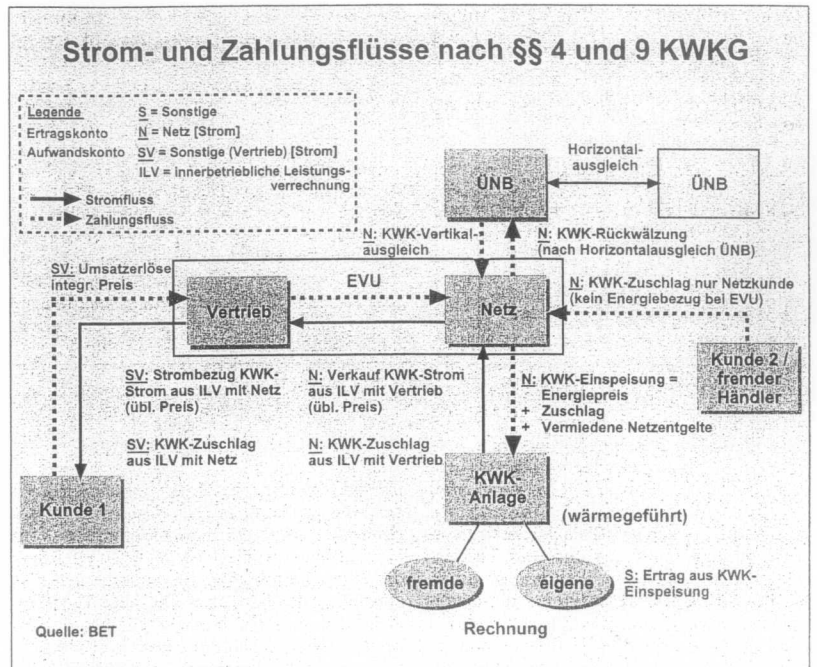 Strom- und Zahlungsflüsse nach §§ 4 und 9 KWKG
Legende
S = Sonstige
Ertragskonto
N = Netz [Strom]
Aufwandskonto
SV = Sonstige (Vertrieb) [Strom]
ILV = innerbetriebliche Leistungs-
verrechnung
Stromfluss
Zahlungsfluss
ÜNB
Horizontal-
ausgleich
ÜNB
N: KWK-Vertikal-
ausgleich
N: KWK-Rückwälzung
(nach Horizontalausgleich ÜNB)
SV: Umsatzerlöse
integr. Preis
Vertrieb
EVU
Netz
N: KWK-Zuschlag nur Netzkunde
(kein Energiebezug bei EVU)
Kunde 2 /
fremder
Händler
SV: Strombezug KWK-
Strom aus ILV mit Netz
(übl. Preis)
N: Verkauf KWK-Strom
aus ILV mit Vertrieb
(übl. Preis)
N: KWK-Einspeisung =
Energiepreis
+ Zuschlag
+ Vermiedene Netzentgelte
SV: KWK-Zuschlag
aus ILV mit Netz
N: KWK-Zuschlag
aus ILV mit Vertrieb
Kunde 1
KWK-
Anlage
(wärmegeführt)
fremde
eigene
S: Ertrag aus KWK-
Einspeisung
Rechnung
Quelle: BET